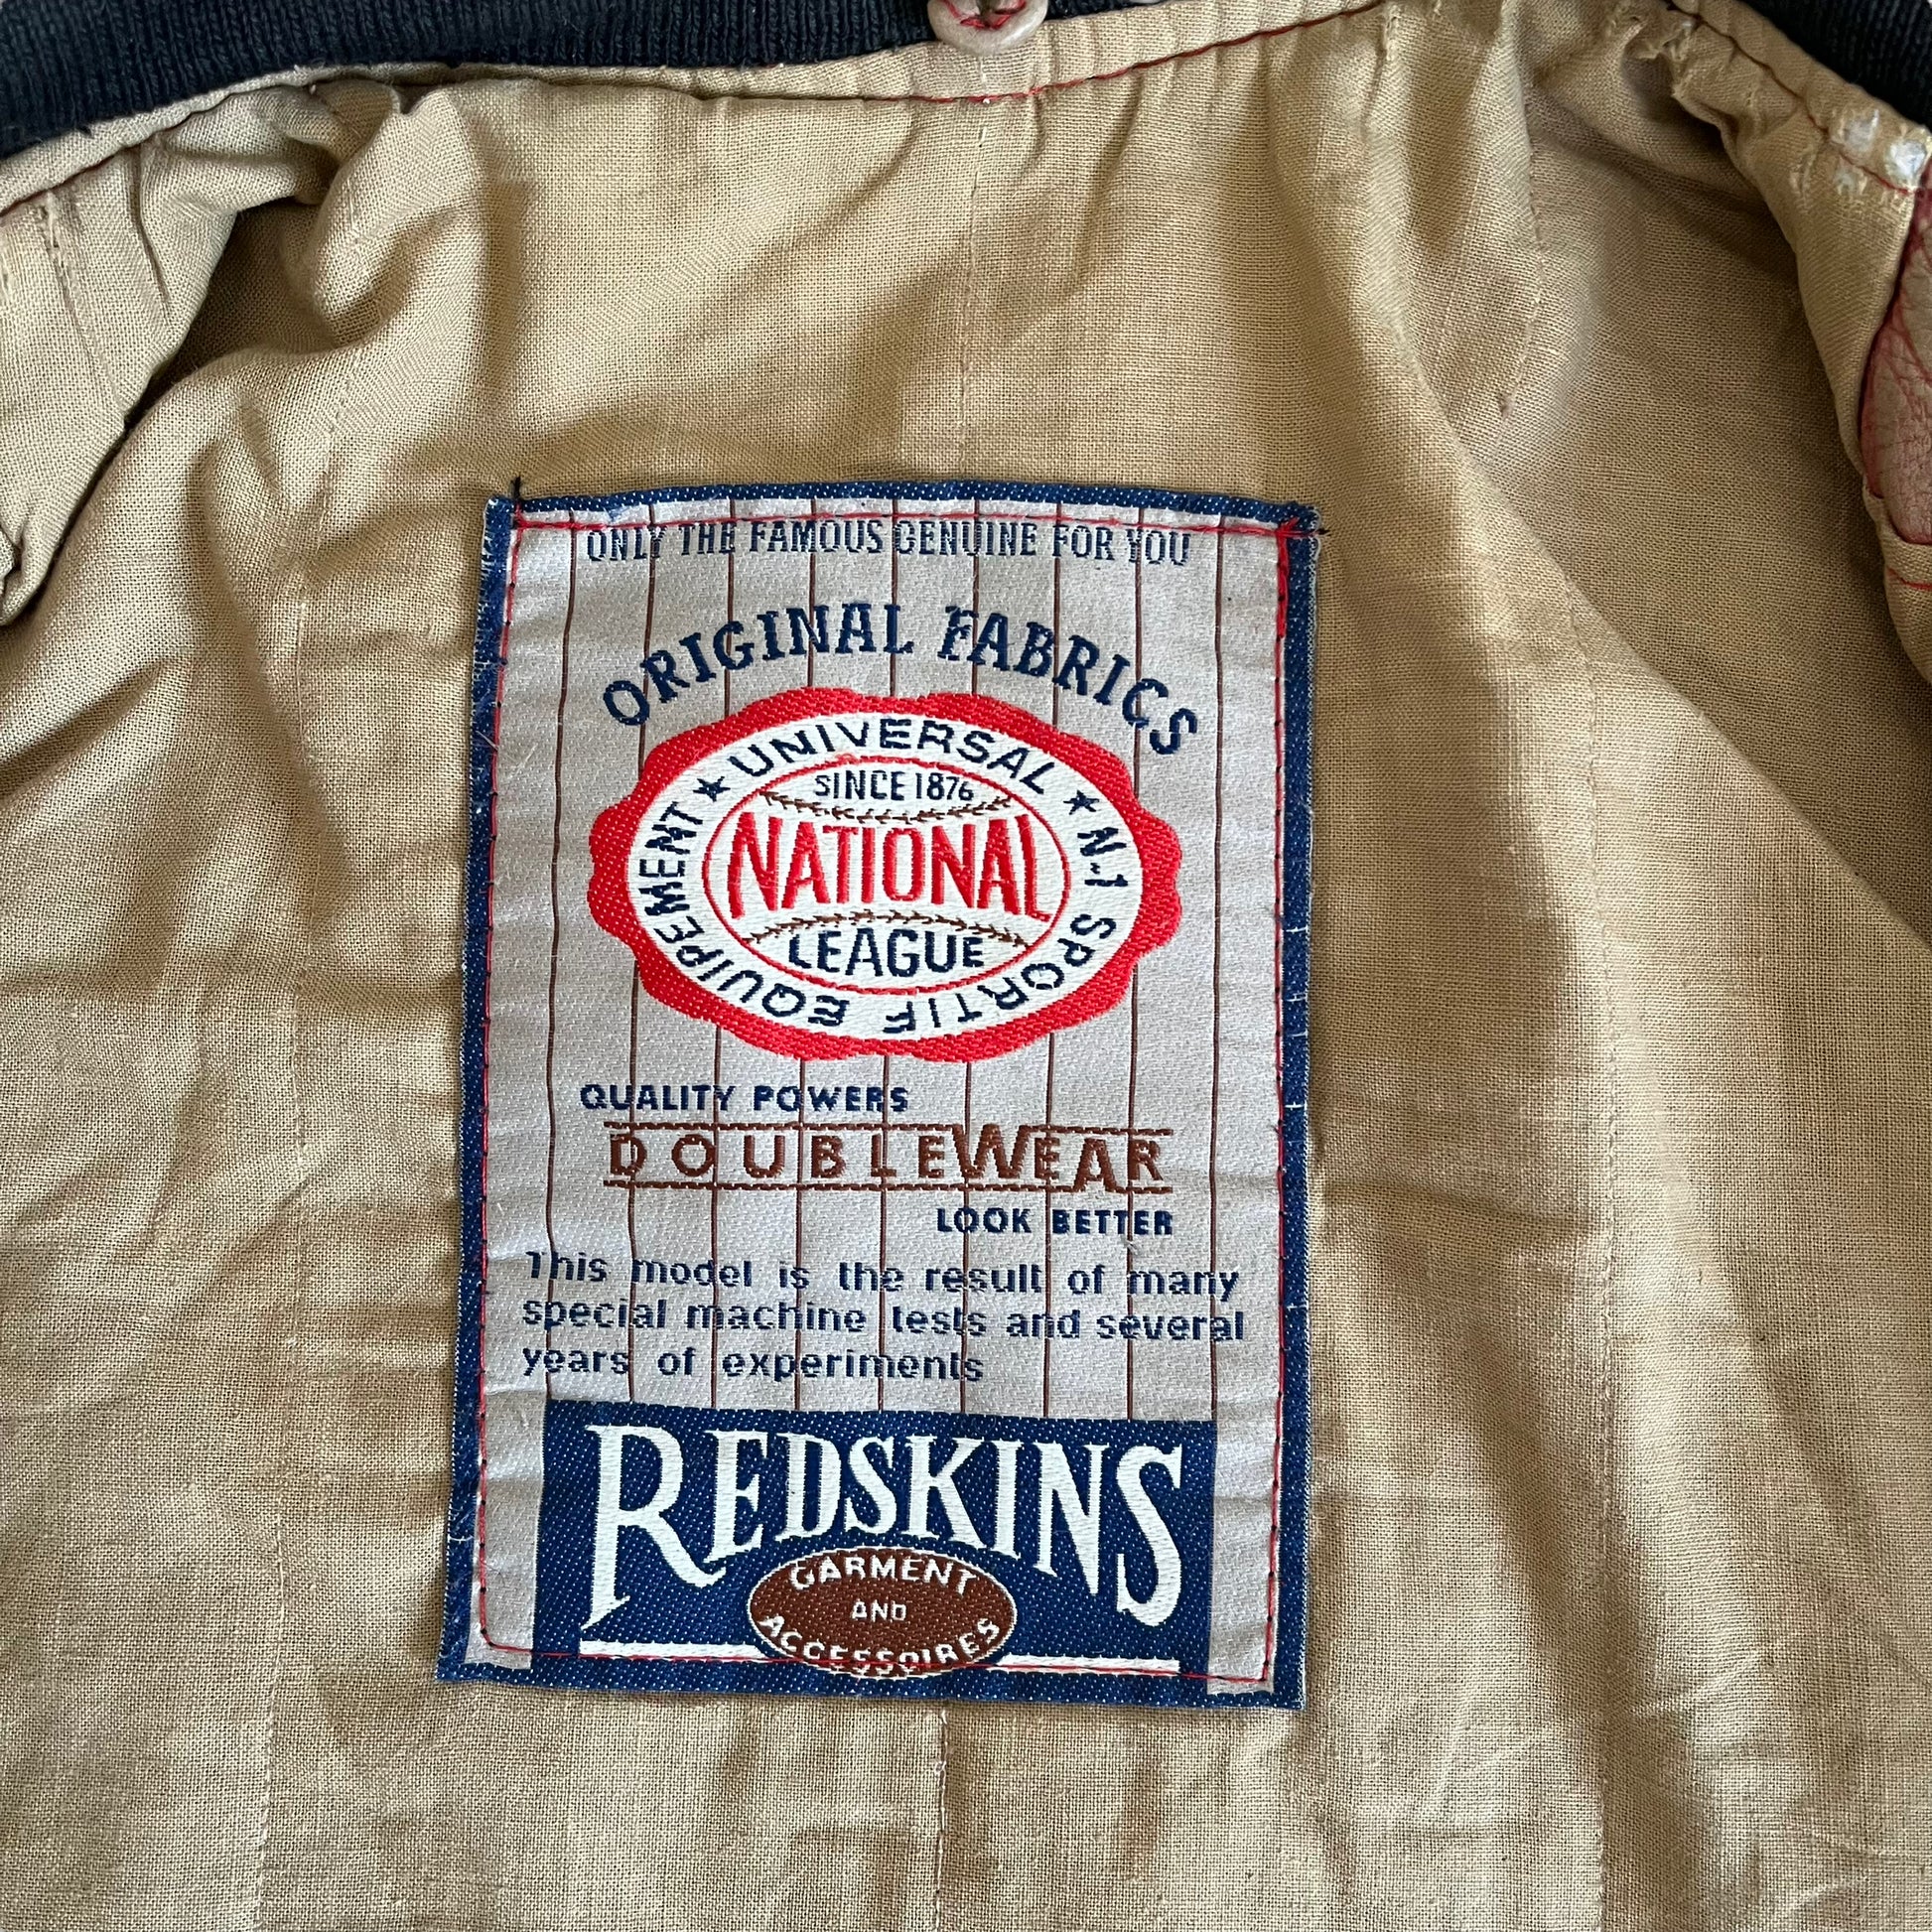 ONLY THE FAMOUS GENUINE FOR YOU
ORIGINAL FABRICS
★ UNIVERSAL ★ N.1 SPORTIF EQUIPEMENT
SINCE 1876
NATIONAL
LEAGUE
QUALITY POWERS
DOUBLEWEAR
LOOK BETTER
This model is the result of many
special machine tests and several
years of experiments
REDSKINS
GARMENT
AND
ACCESSOIRES